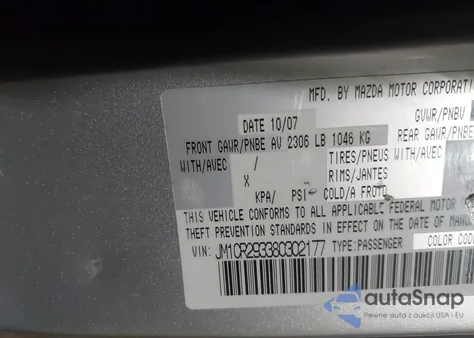 MFD. BY MAZDA MOTOR CORPORATI
DATE 10/07
GVWR/PNBV
FRONT GAWR/PNBE AV 2306 LB 1046 KG
REAR GAWR/PNBE
WITH/AVEC / TIRES/PNEUS WITH/AVEC
X RIMS/JANTES
KPA/ PSI COLD/A FROID
THIS VEHICLE CONFORMS TO ALL APPLICABLE FEDERAL MOTOR
THEFT PREVENTION STANDARDS IN EFFECT ON THE DATE OF MANU
VIN: JM1CR293380302177 TYPE:PASSENGER COLOR CODE
autoSnap
Pewne auta z aukcji USA i EU